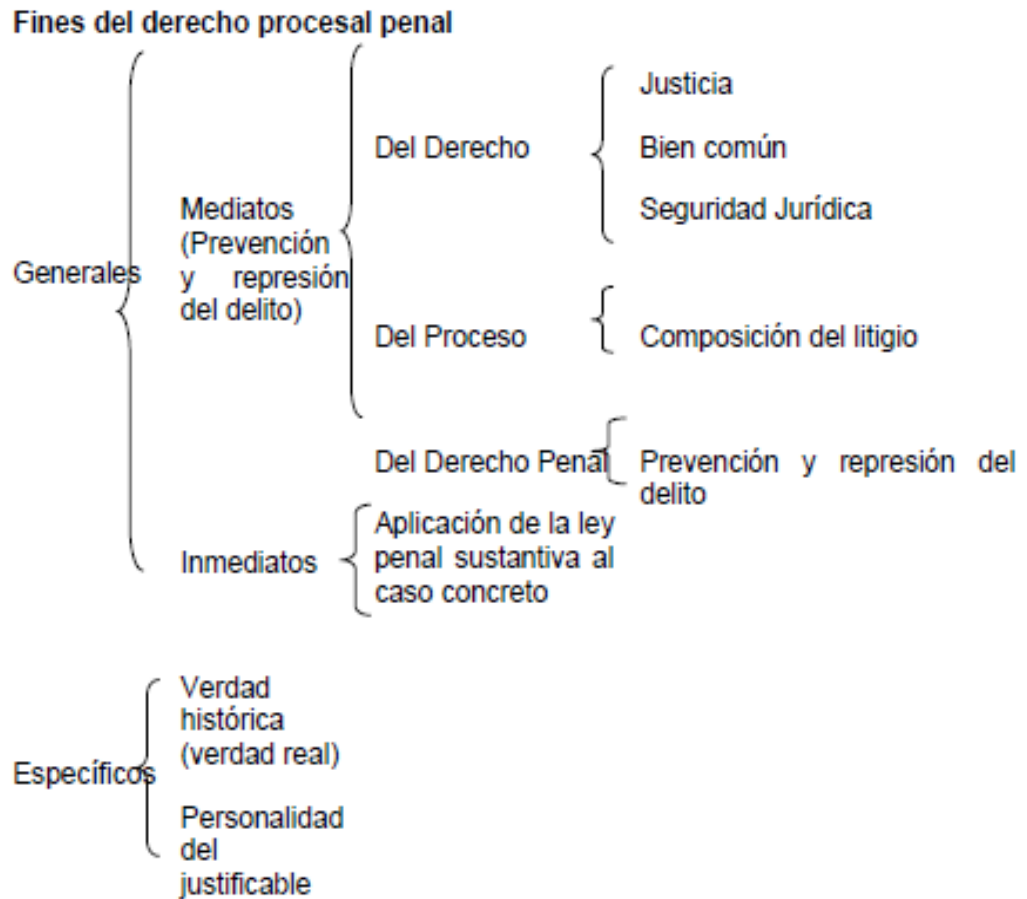 Fines del derecho procesal penal
Justicia
Del Derecho
Bien común
Mediatos
(Prevención
y represión
del delito)
Seguridad Jurídica
Generales
Del Proceso
Composición del litigio
Del Derecho Penal
Prevención y represión del
delito
Inmediatos
Aplicación de la ley
penal sustantiva al
caso concreto
Específicos
Verdad
histórica
(verdad real)
Personalidad
del
justificable